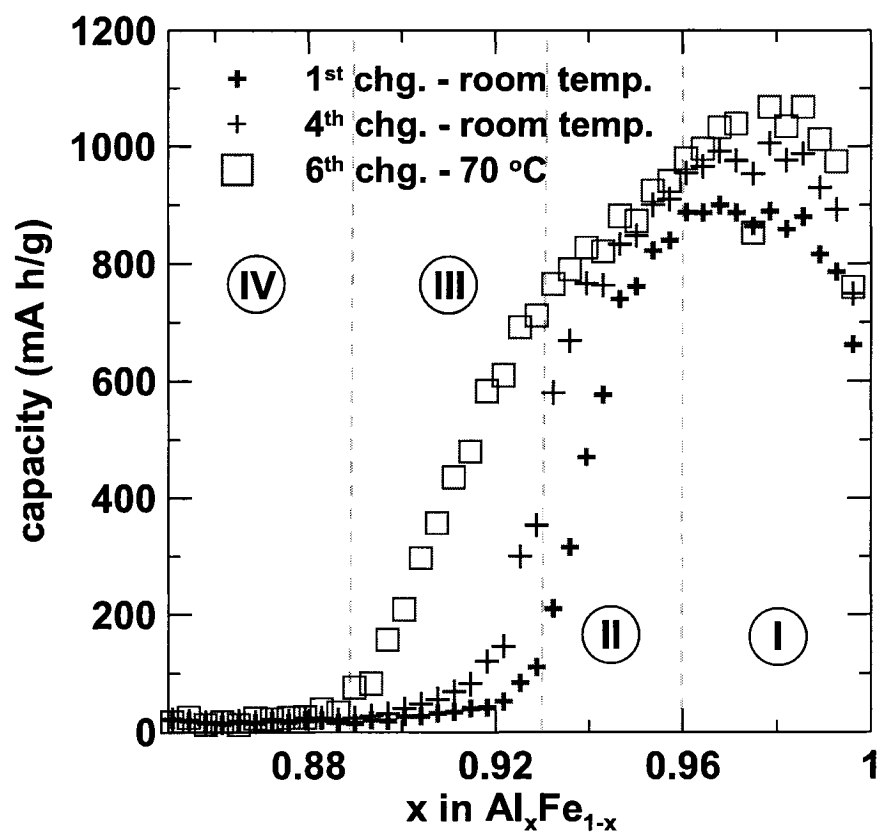 1200
1000
800
600
400
200
0
capacity (mA h/g)
1st chg. - room temp.
4th chg. - room temp.
6th chg. - 70 °C
IV
III
II
I
0.88
0.92
0.96
1
x in AlxFe1-x